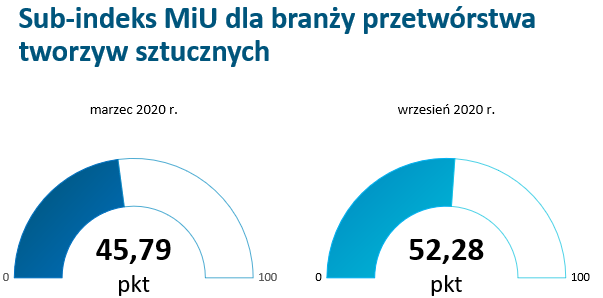 Sub-indeks MiU dla branży przetwórstwa
tworzyw sztucznych
marzec 2020 r.
wrzesień 2020 r.
45,79
pkt
0
100
52,28
pkt
0
100